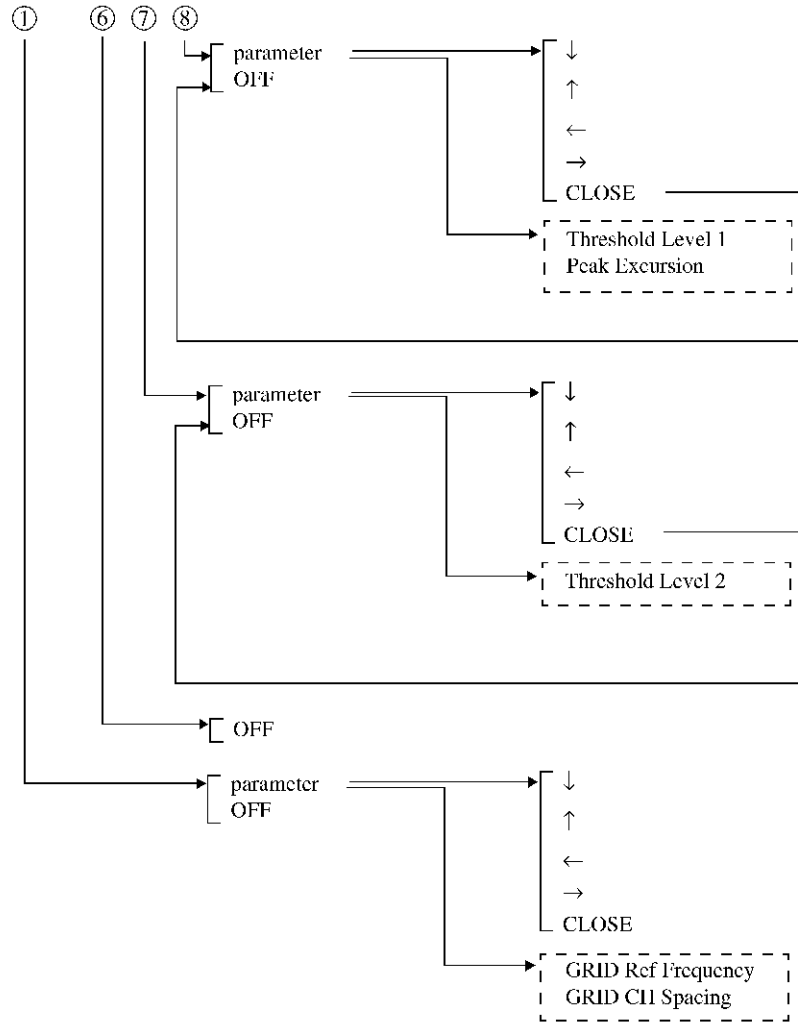 ① ⑥ ⑦ ⑧
parameter
OFF
↓
↑
←
→
CLOSE
Threshold Level 1
Peak Excursion
parameter
OFF
↓
↑
←
→
CLOSE
Threshold Level 2
OFF
parameter
OFF
↓
↑
←
→
CLOSE
GRID Ref Frequency
GRID CH Spacing